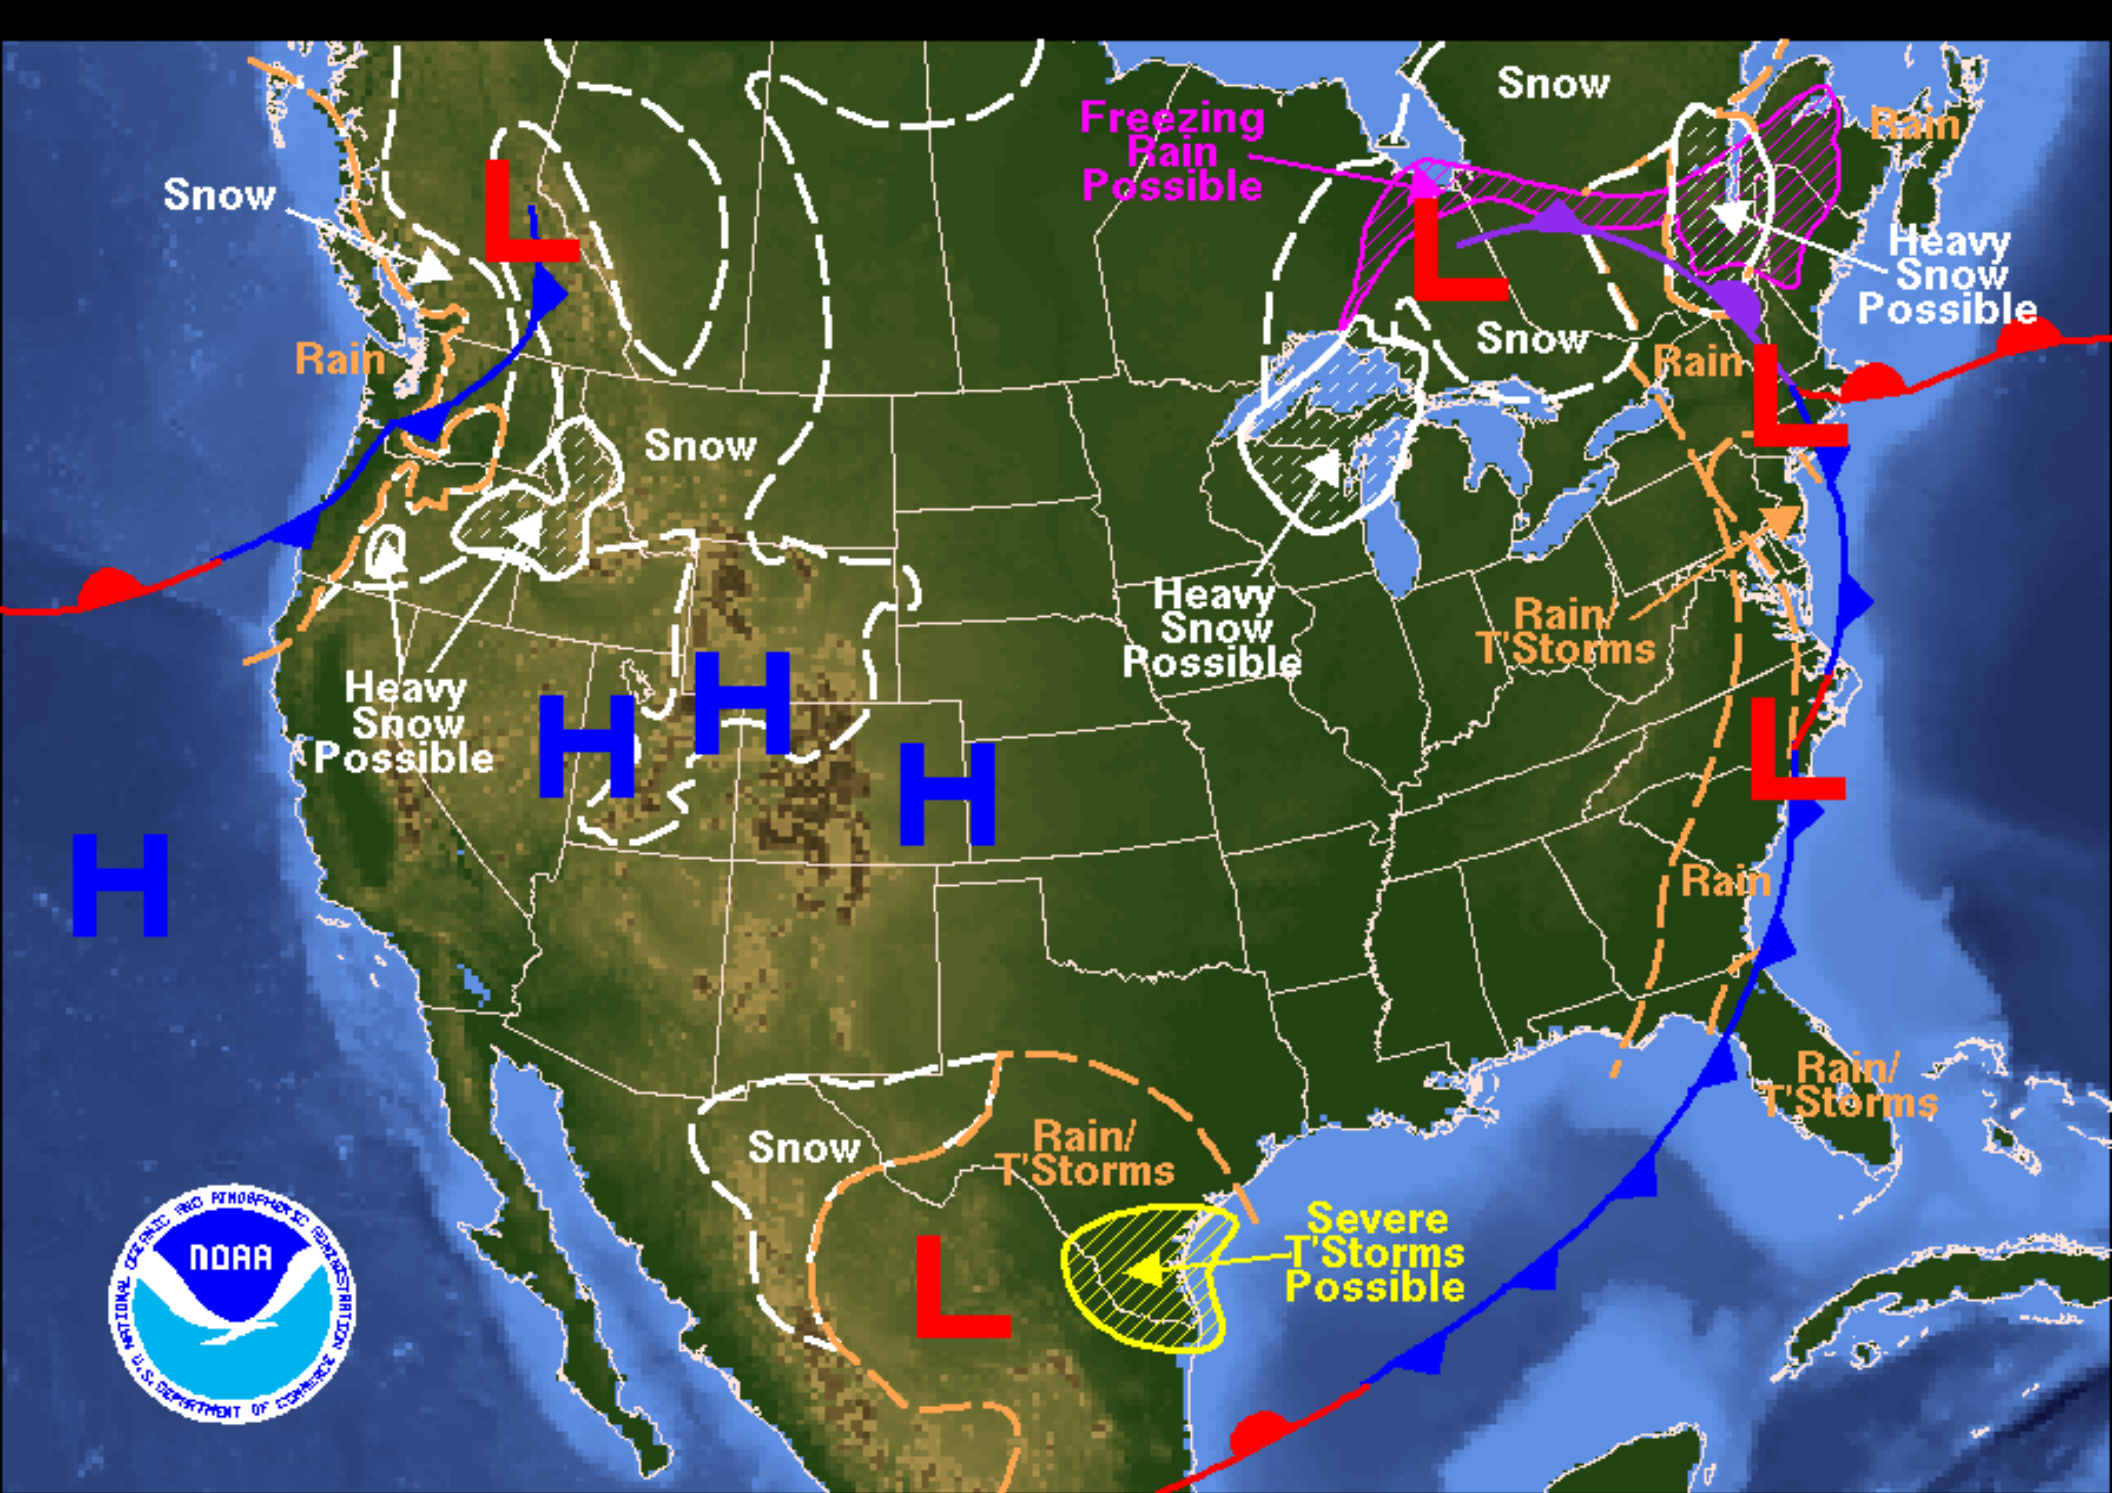 Snow
Freezing
Rain
Possible
Rain
Snow
Heavy
Snow
Possible
Snow
Rain
Rain
Snow
Heavy
Snow
Possible
Rain/
T'Storms
Heavy
Snow
Possible
Rain
Rain/
T'Storms
Snow
Rain/
T'Storms
Severe
T'Storms
Possible
L
L
L
L
L
H
H
H
H
NOAA
NATIONAL OCEANIC AND ATMOSPHERIC ADMINISTRATION
U.S. DEPARTMENT OF COMMERCE